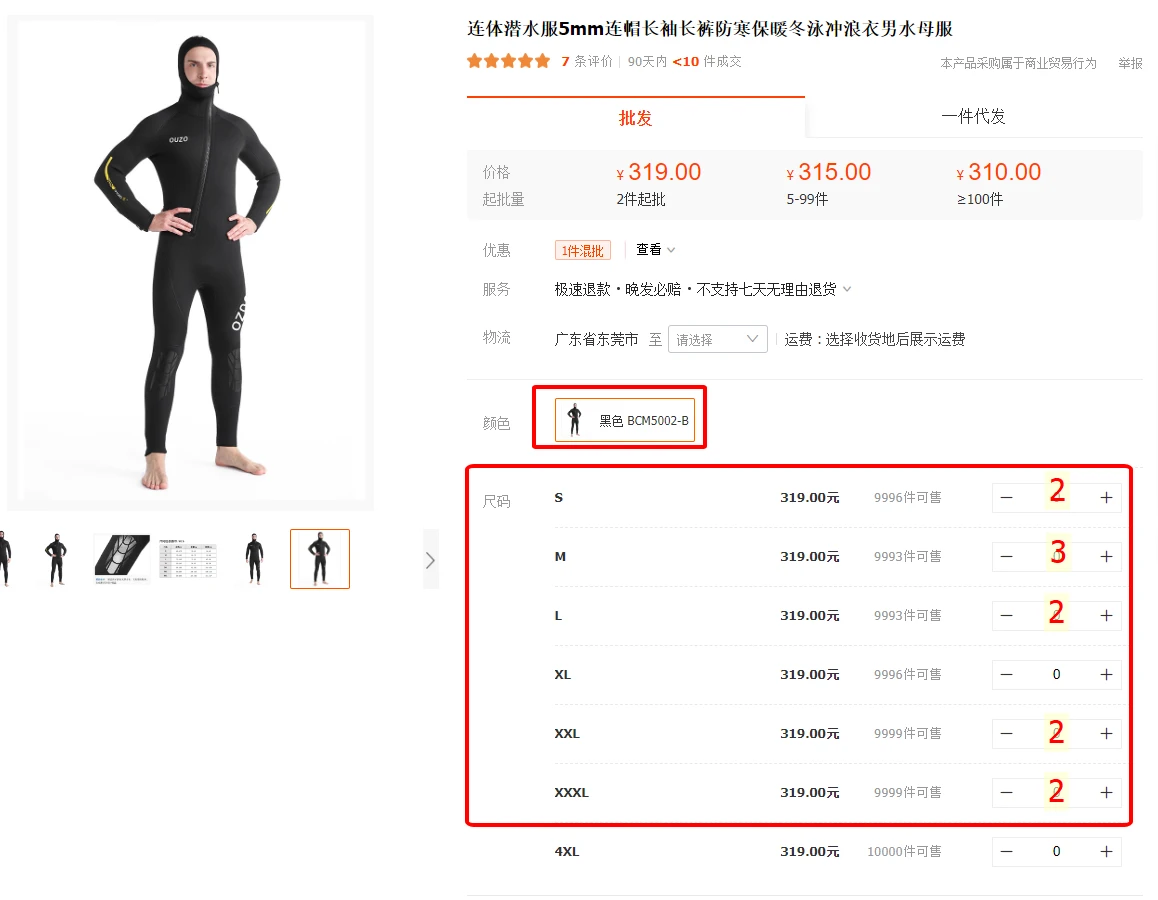 连体潜水服5mm连帽长袖长裤防寒保暖冬泳冲浪衣男水母服
7 条评价 90天内 <10 件成交
本产品采购属于商业贸易行为 举报
批发 一件代发
价格 ¥319.00 ¥315.00 ¥310.00
起批量 2件起批 5-99件 ≥100件
优惠 1件混批 查看
服务 极速退款・晚发必赔・不支持七天无理由退货
物流 广东省东莞市 至 请选择 运费：选择收货地后展示运费
颜色 黑色 BCM5002-B
尺码 S 319.00元 9996件可售 － 2 +
M 319.00元 9993件可售 － 3 +
L 319.00元 9993件可售 － 2 +
XL 319.00元 9996件可售 － 0 +
XXL 319.00元 9999件可售 － 2 +
XXXL 319.00元 9999件可售 － 2 +
4XL 319.00元 10000件可售 － 0 +
OUZO
OZO